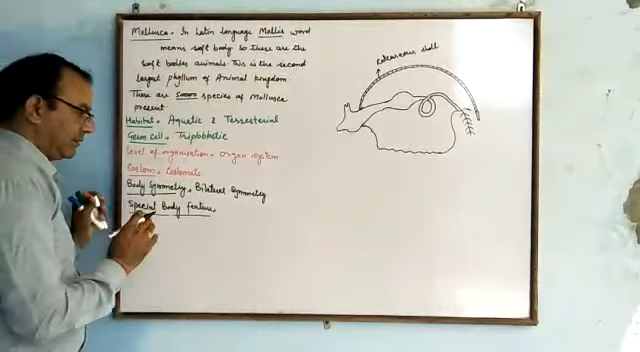 Mollusca. In Latin language Mollis word
means soft body. So these are the
soft bodies animals. This is the second
largest phyllum of Animal kingdom.
There are 50000 species of Mollusca
present.
Habitat. Aquatic & Terresterial
Germ cell. Tripoblastic
Level of organisation. Organ system
Coelom. Coelomate
Body Symmetry. Bilateral Symmetry
Special Body feature.
Calcareous shell